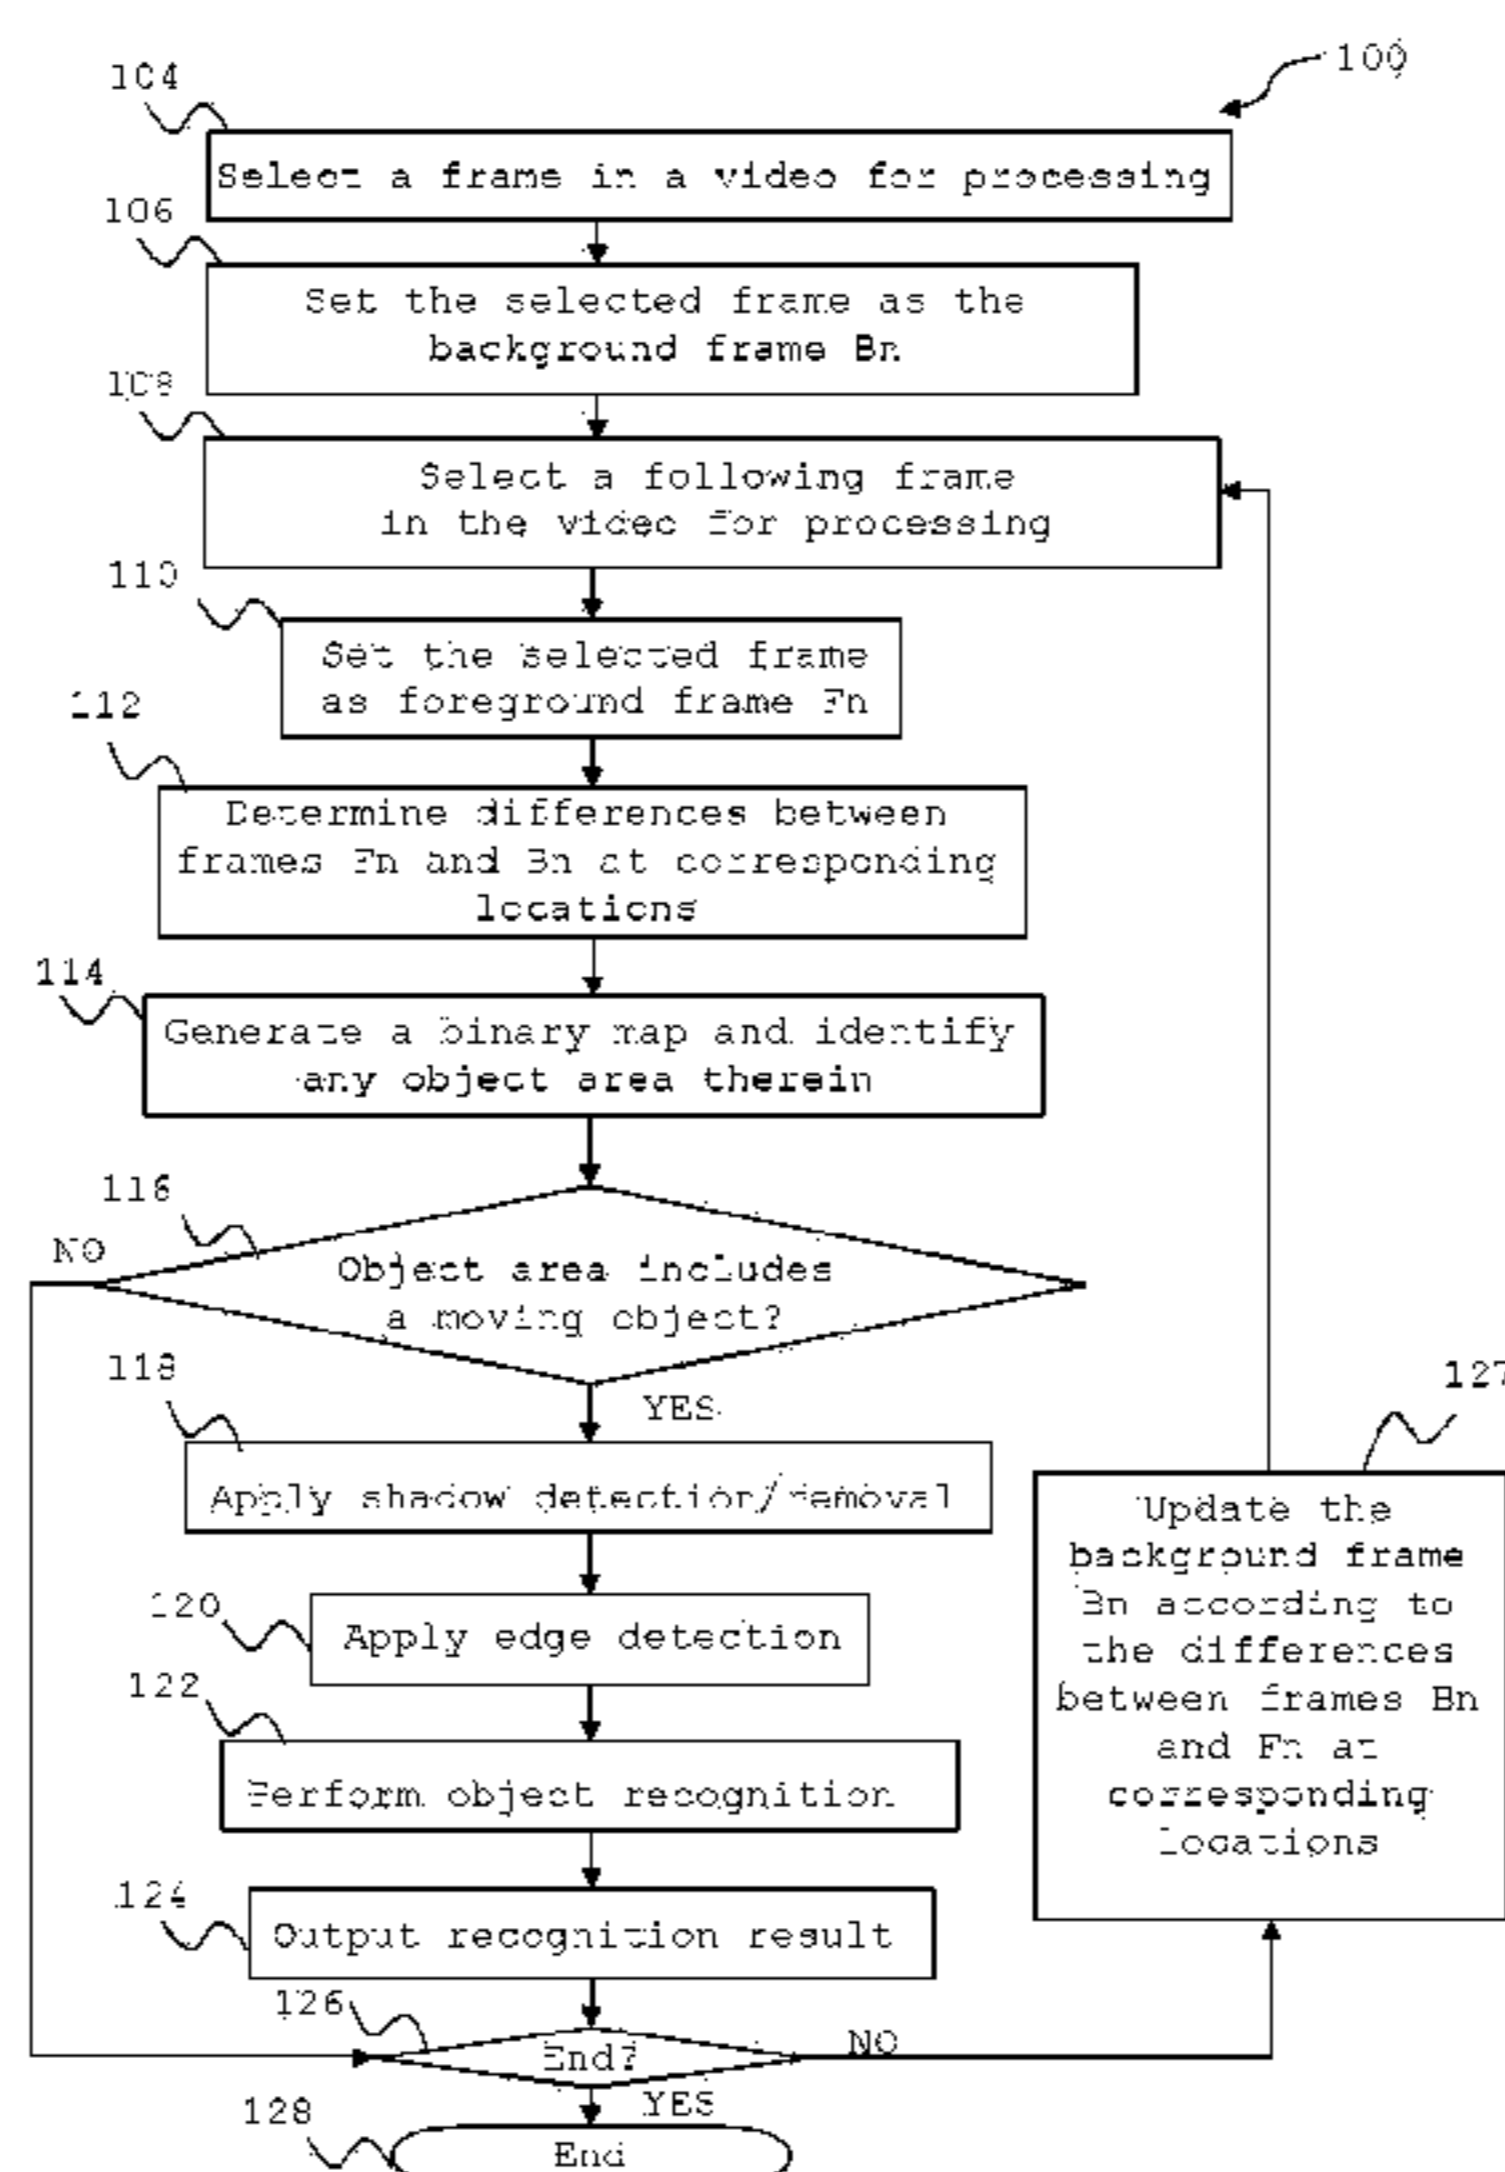 100
104
Select a frame in a video for processing
106
Set the selected frame as the
background frame Bn
108
Select a following frame
in the video for processing
110
Set the selected frame
as foreground frame Fn
112
Determine differences between
frames Fn and Bn at corresponding
locations
114
Generate a binary map and identify
any object area therein
116
NO
Object area includes
a moving object?
118
YES
Apply shadow detection/removal
120
Apply edge detection
122
Perform object recognition
124
Output recognition result
126
End?
NO
YES
128
End
127
Update the
background frame
Bn according to
the differences
between frames Bn
and Fn at
corresponding
locations